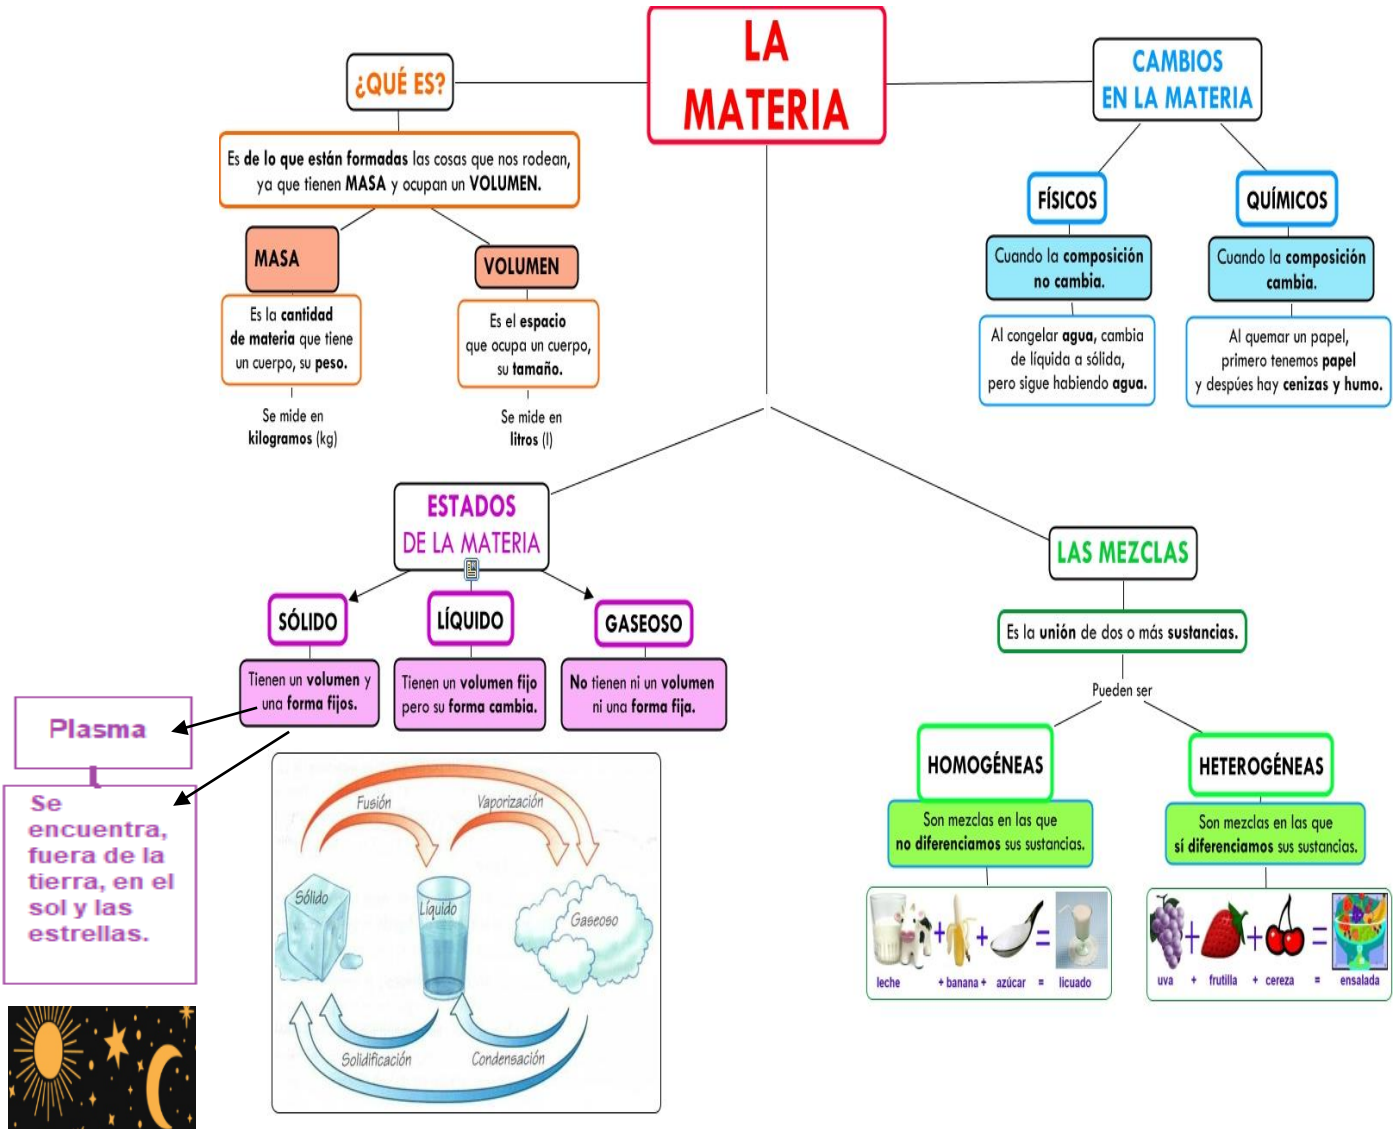 LA
MATERIA
¿QUÉ ES?
Es de lo que están formadas las cosas que nos rodean,
ya que tienen MASA y ocupan un VOLUMEN.
MASA
Es la cantidad
de materia que tiene
un cuerpo, su peso.
Se mide en
kilogramos (kg)
VOLUMEN
Es el espacio
que ocupa un cuerpo,
su tamaño.
Se mide en
litros (l)
CAMBIOS
EN LA MATERIA
FÍSICOS
Cuando la composición
no cambia.
Al congelar agua, cambia
de líquida a sólida,
pero sigue habiendo agua.
QUÍMICOS
Cuando la composición
cambia.
Al quemar un papel,
primero tenemos papel
y despúes hay cenizas y humo.
ESTADOS
DE LA MATERIA
SÓLIDO
Tienen un volumen y
una forma fijos.
LÍQUIDO
Tienen un volumen fijo
pero su forma cambia.
GASEOSO
No tienen ni un volumen
ni una forma fija.
Plasma
Se
encuentra,
fuera de la
tierra, en el
sol y las
estrellas.
Fusión
Vaporización
Sólido
Líquido
Gaseoso
Solidificación
Condensación
LAS MEZCLAS
Es la unión de dos o más sustancias.
Pueden ser
HOMOGÉNEAS
Son mezclas en las que
no diferenciamos sus sustancias.
+ + =
leche + banana + azúcar = licuado
HETEROGÉNEAS
Son mezclas en las que
sí diferenciamos sus sustancias.
+ + =
uva + frutilla + cereza = ensalada